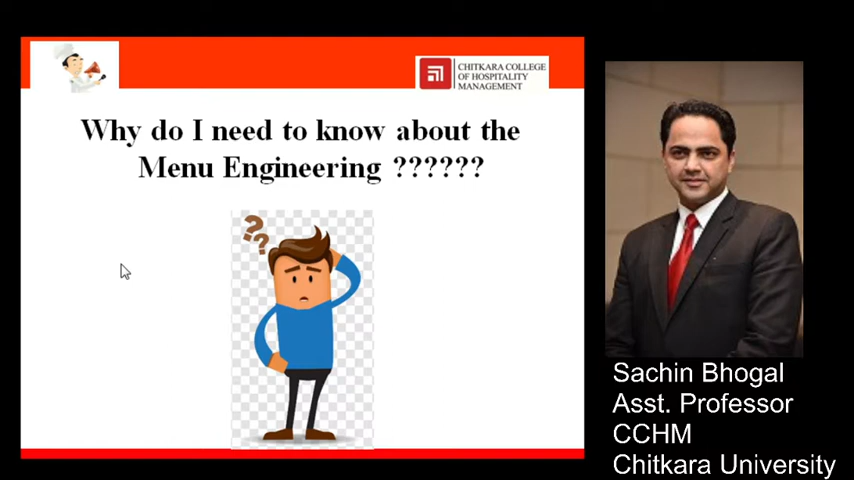 CHITKARA COLLEGE
OF HOSPITALITY
MANAGEMENT
Why do I need to know about the
Menu Engineering ??????
??
Sachin Bhogal
Asst. Professor
CCHM
Chitkara University